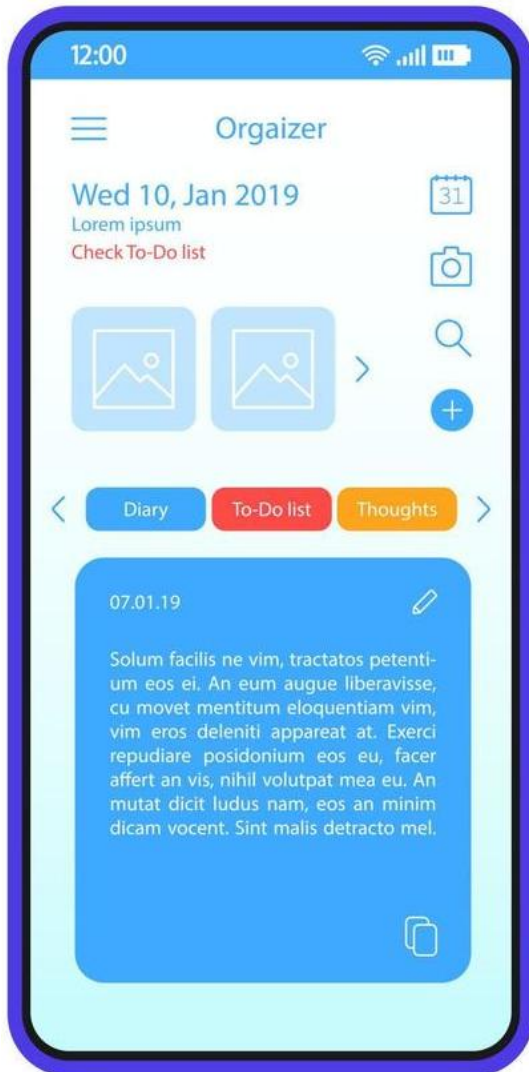 12:00
Orgaizer
Wed 10, Jan 2019
31
Lorem ipsum
Check To-Do list
Diary
To-Do list
Thoughts
07.01.19
Solum facilis ne vim, tractatos petenti-
um eos ei. An eum augue liberavisse,
cu movet mentitum eloquentiam vim,
vim eros deleniti appareat at. Exerci
repudiare posidonium eos eu, facer
affert an vis, nihil volutpat mea eu. An
mutat dicit ludus nam, eos an minim
dicam vocent. Sint malis detracto mel.